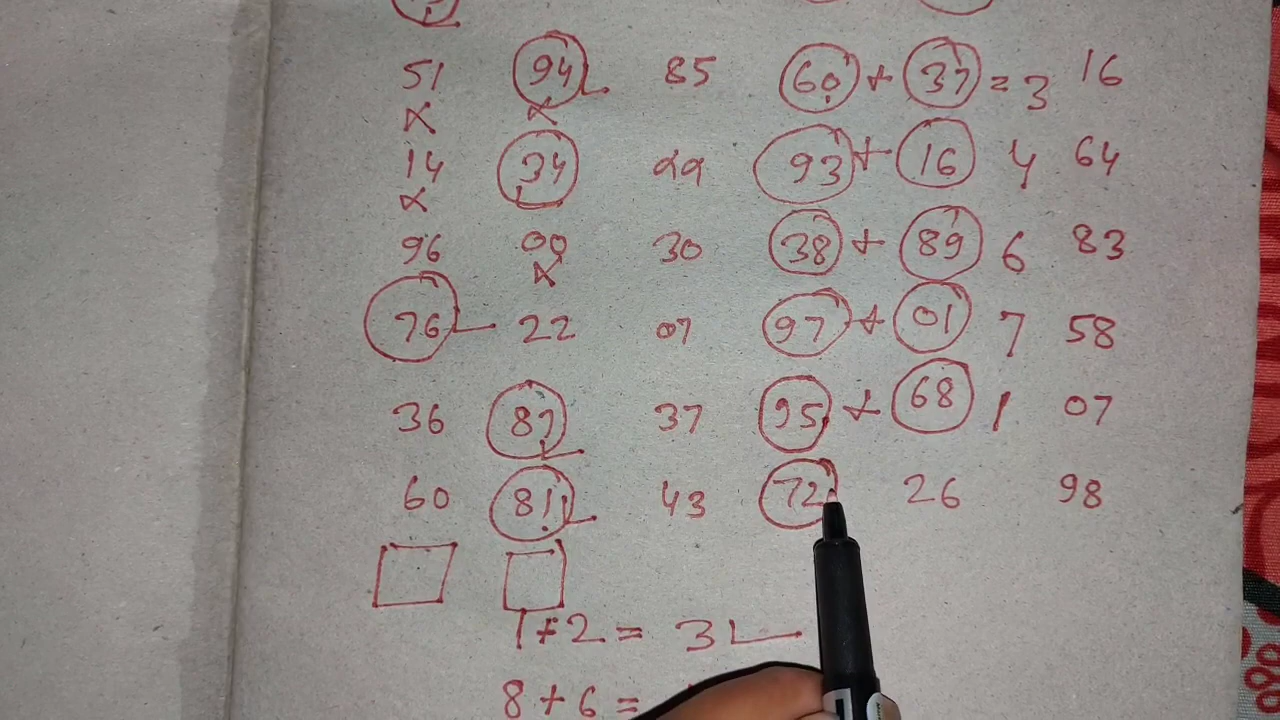 51 94 85 60 + 37 = 3 16
14 34 99 93 + 16 4 64
96 00 30 38 + 89 6 83
76 22 07 97 + 01 7 58
36 87 37 95 + 68 1 07
60 81 43 72 26 98
1 + 2 = 3
8 + 6 =